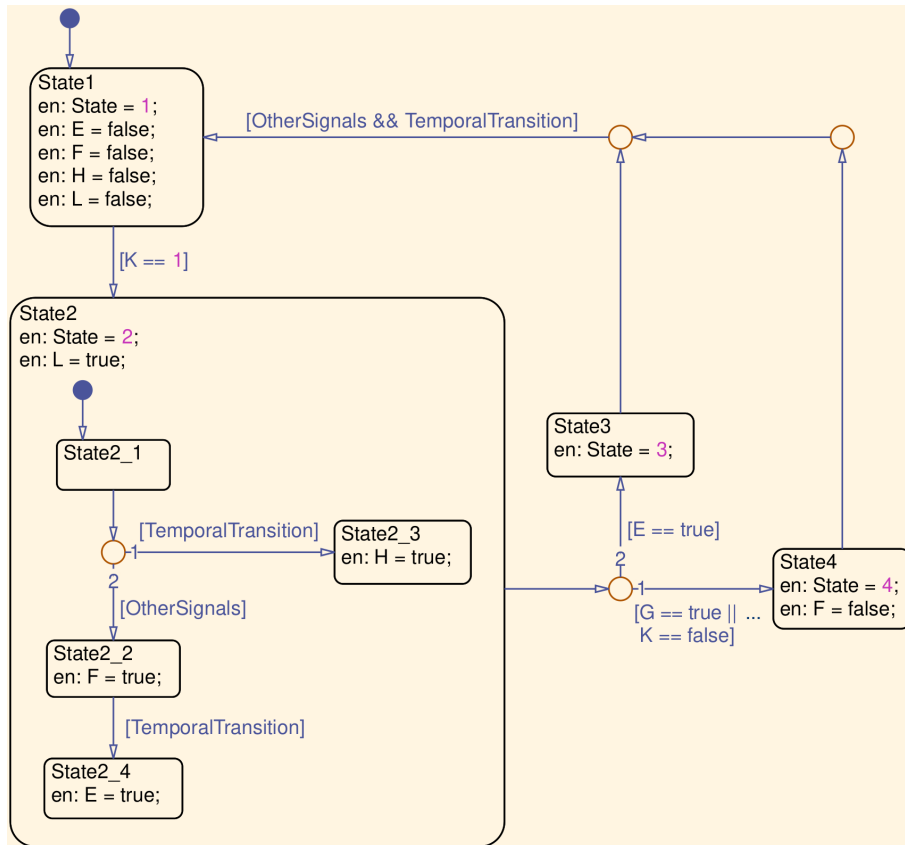 State1
en: State = 1;
en: E = false;
en: F = false;
en: H = false;
en: L = false;
[OtherSignals && TemporalTransition]
[K == 1]
State2
en: State = 2;
en: L = true;
State2_1
1
[TemporalTransition]
State2_3
en: H = true;
2
[OtherSignals]
State2_2
en: F = true;
[TemporalTransition]
State2_4
en: E = true;
State3
en: State = 3;
[E == true]
2
1
[G == true || ...
K == false]
State4
en: State = 4;
en: F = false;